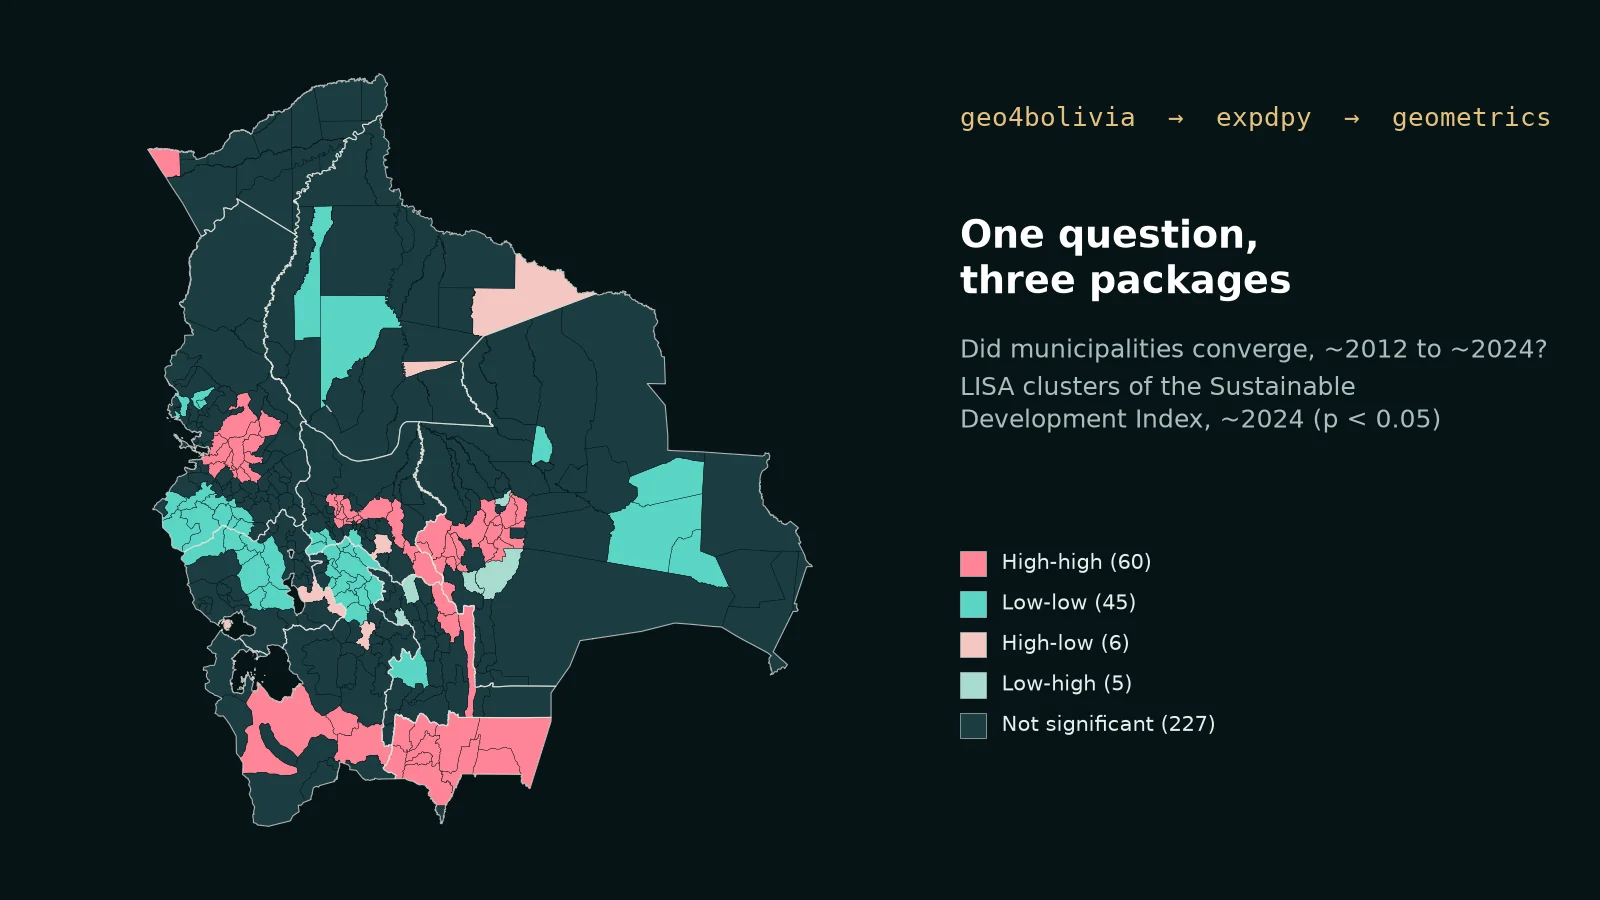 geo4bolivia → expdpy → geometrics
One question,
three packages
Did municipalities converge, ~2012 to ~2024?
LISA clusters of the Sustainable
Development Index, ~2024 (p < 0.05)
High-high (60)
Low-low (45)
High-low (6)
Low-high (5)
Not significant (227)